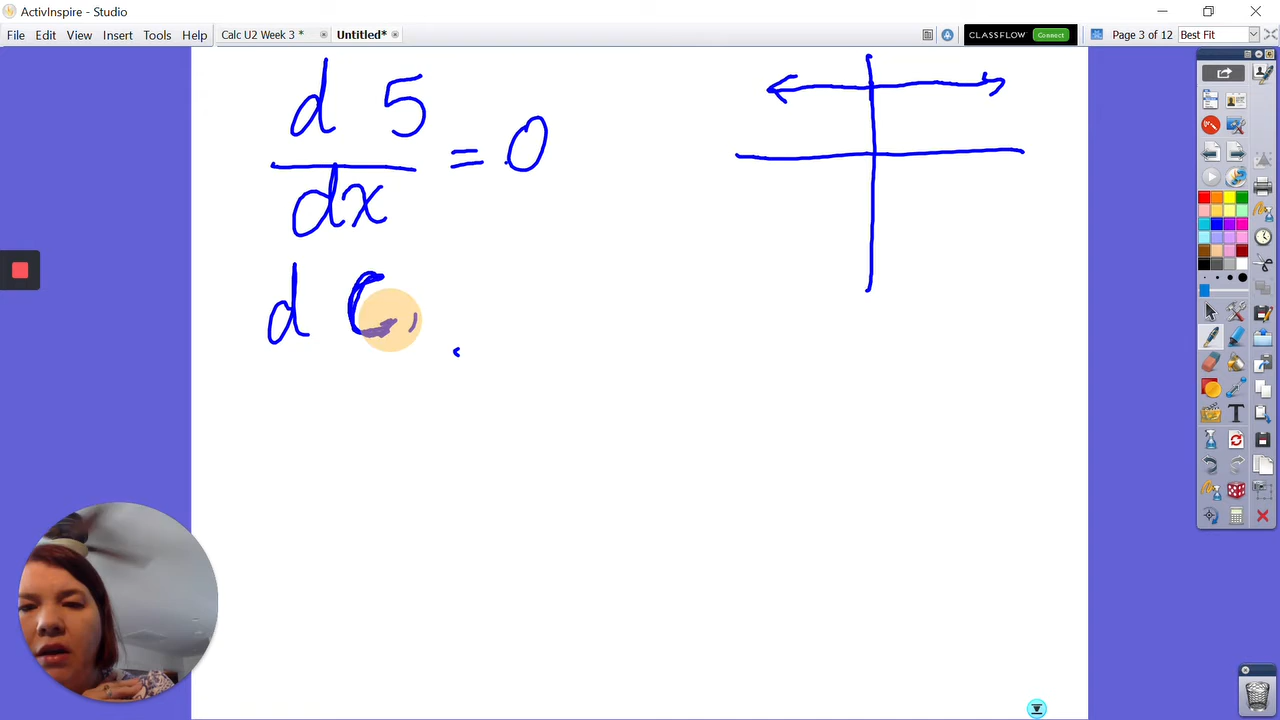 ActivInspire - Studio
File Edit View Insert Tools Help Calc U2 Week 3 * Untitled* CLASSFLOW Connect Page 3 of 12 Best Fit
d 5
= 0
dx
d C